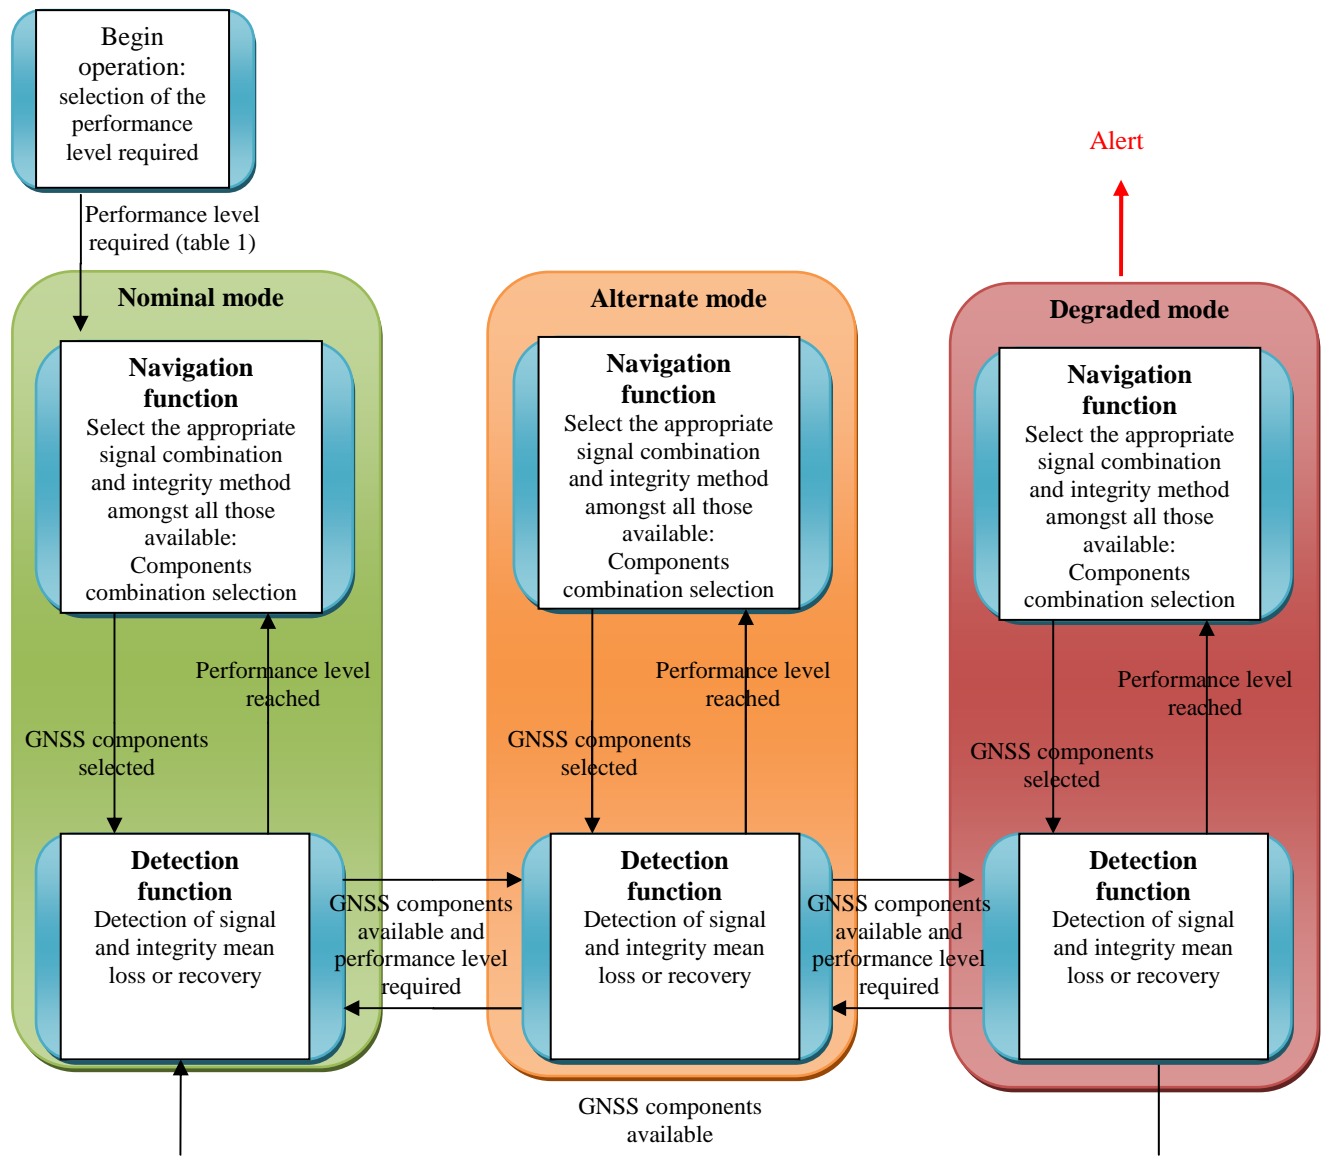 Begin
operation:
selection of the
performance
level required
Performance level
required (table 1)
Alert
Nominal mode
Navigation
function
Select the appropriate
signal combination
and integrity method
amongst all those
available:
Components
combination selection
Performance level
reached
GNSS components
selected
Detection
function
Detection of signal
and integrity mean
loss or recovery
GNSS components
available and
performance level
required
Alternate mode
Navigation
function
Select the appropriate
signal combination
and integrity method
amongst all those
available:
Components
combination selection
Performance level
reached
GNSS components
selected
Detection
function
Detection of signal
and integrity mean
loss or recovery
GNSS components
available and
performance level
required
Degraded mode
Navigation
function
Select the appropriate
signal combination
and integrity method
amongst all those
available:
Components
combination selection
Performance level
reached
GNSS components
selected
Detection
function
Detection of signal
and integrity mean
loss or recovery
GNSS components
available